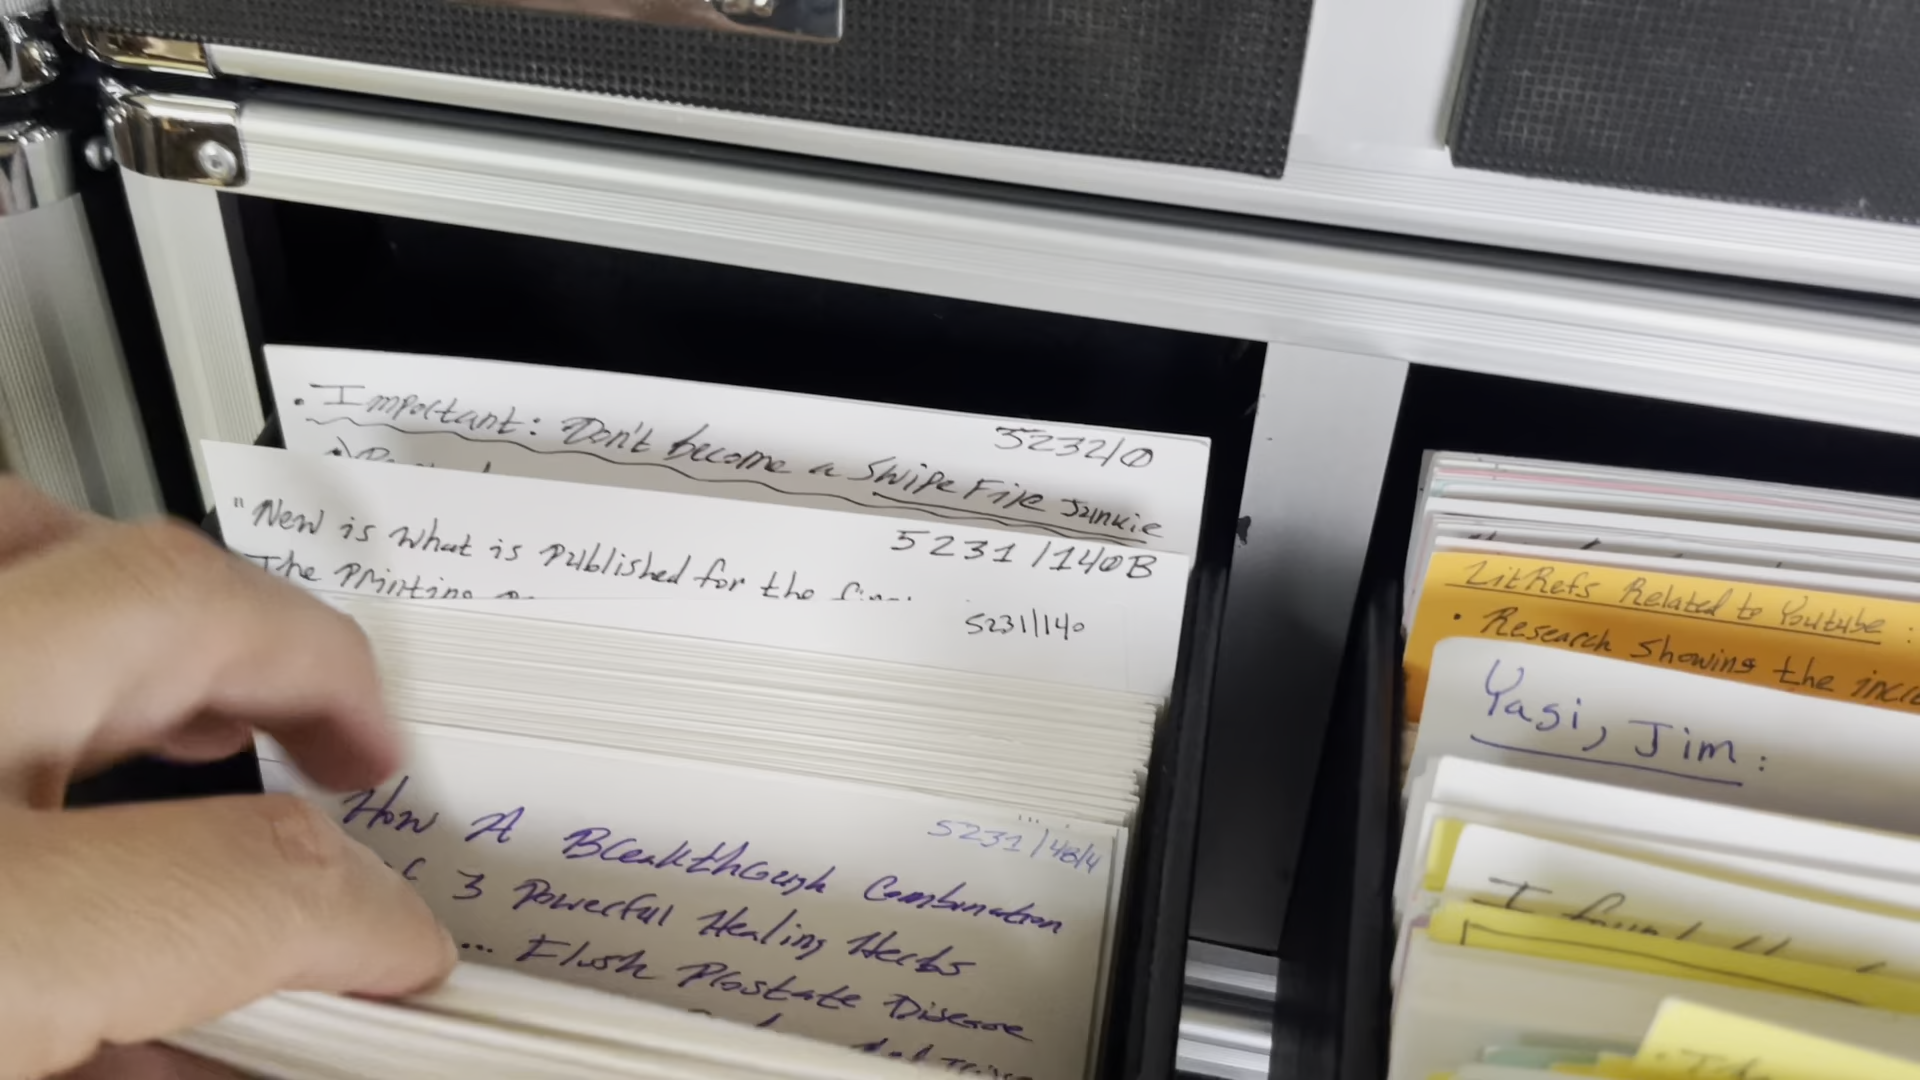 5232/0
• Important: Don't become a Swipe File Junkie
5231/140B
"New is what is published for the
The Printing
5231/140
5231/48/4
How A Breakthrough Combination
3 Powerful Healing Herbs
... Flush Prostate Disease
LitRefs Related to Youtube:
• Research showing the
Yagi, Jim:
I